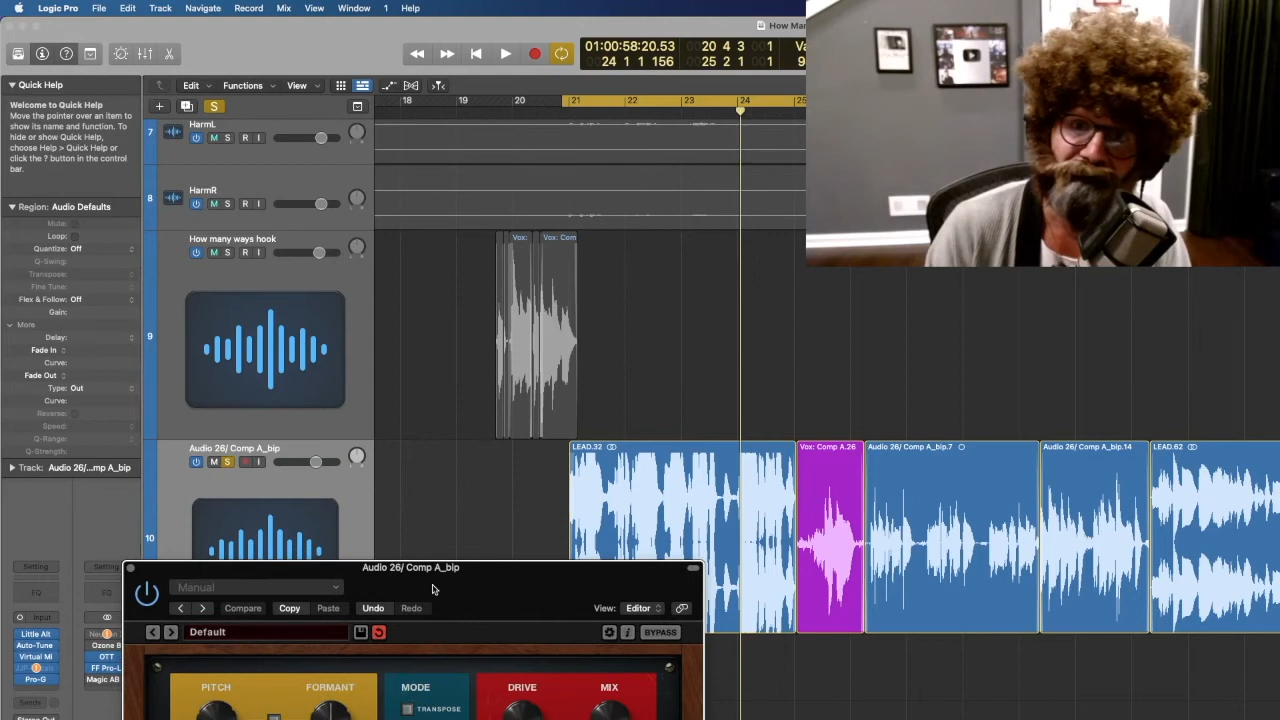 Logic Pro File Edit Track Navigate Record Mix View Window 1 Help
How Man
01:00:58:20.53 20 4 3 1
24 1 1 156 25 2 1 1
Quick Help
Welcome to Quick Help
Move the pointer over an item to
show its name and function. To
hide or show Quick Help,
choose Help > Quick Help or
click the ? button in the control
bar.
Region: Audio Defaults
Mute:
Loop:
Quantize: Off
Q-Swing:
Transpose:
Fine Tune:
Flex & Follow: Off
Gain:
More
Delay:
Fade In
Curve:
Fade Out
Type: Out
Curve:
Reverse:
Speed:
Q-Range:
Q-Strength:
Track: Audio 26/...mp A_bip
Setting Setting
EQ EQ
Input
Little Alt
Auto-Tune
Virtual Mi
Pro-G
Sends
Stereo Out
Ozone B
OTT
FF Pro-L
Magic AB
Edit Functions View
S
18 19 20 21 22 23 24 25
7 HarmL
M S R I
8 HarmR
M S R I
9 How many ways hook
M S R I
Vox: Vox: Com
10 Audio 26/ Comp A_bip
M S R I
LEAD.32 Vox: Comp A.26 Audio 26/ Comp A_bip.7 Audio 26/ Comp A_bip.14 LEAD.62
Audio 26/ Comp A_bip
Manual
Compare Copy Paste Undo Redo View: Editor
Default BYPASS
PITCH FORMANT MODE DRIVE MIX
TRANSPOSE